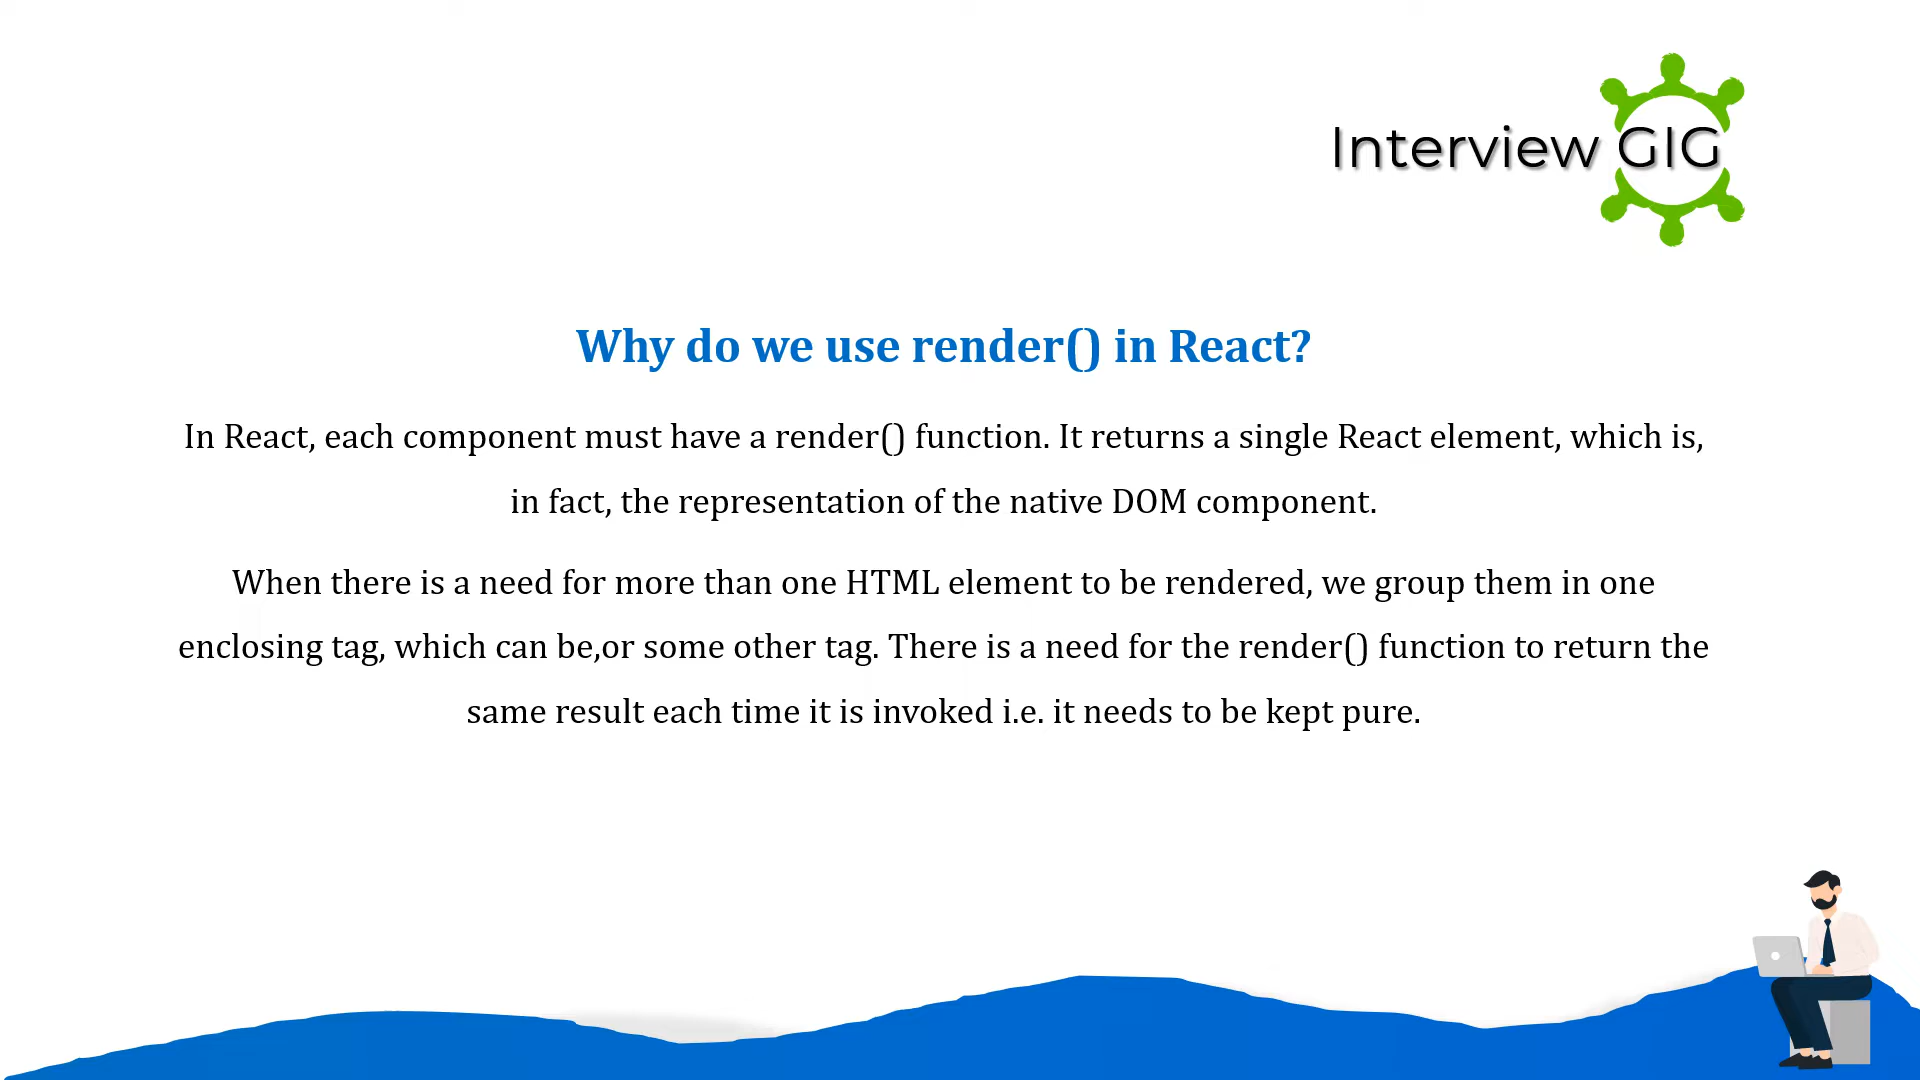 Interview GIG
Why do we use render() in React?
In React, each component must have a render() function. It returns a single React element, which is,
in fact, the representation of the native DOM component.
When there is a need for more than one HTML element to be rendered, we group them in one
enclosing tag, which can be,or some other tag. There is a need for the render() function to return the
same result each time it is invoked i.e. it needs to be kept pure.